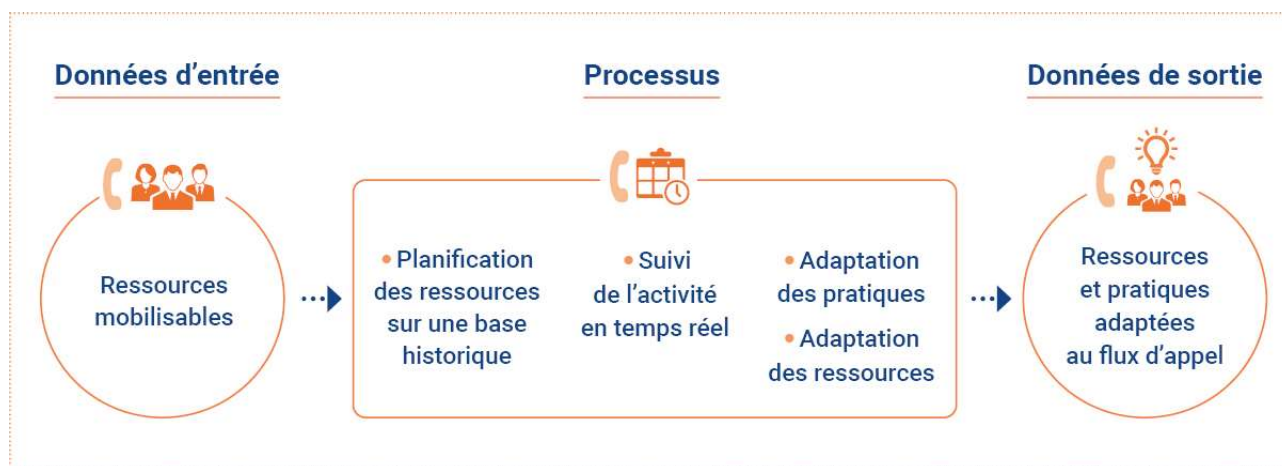 Données d'entrée
Processus
Données de sortie
Ressources
mobilisables
• Planification
des ressources
sur une base
historique
• Suivi
de l'activité
en temps réel
• Adaptation
des pratiques
• Adaptation
des ressources
Ressources
et pratiques
adaptées
au flux d'appel